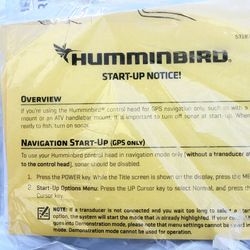 HUMMINBIRD
START-UP NOTICE!
OVERVIEW
If you are using the Humminbird® control head for GPS navigation only, such as with
mount or an ATV handlebar mount, it is important to turn off sonar at start-up. When
ready to fish, turn on sonar.
NAVIGATION START-UP (GPS ONLY)
To use your Humminbird control head in navigation mode only (without a transducer
to the control head), sonar should be disabled.
1. Press the POWER key. While the Title screen is shown on the display, press the
2. Start-Up Options Menu: Press the UP Cursor key to select Normal, and press
Cursor key.
NOTE: If a transducer is not connected and you wait too long to select
option, the system will start the mode that is already highlighted. If your
goes into Demonstration mode, please note that menu settings cannot be saved
Demonstration mode. Demonstration mode cannot be used for operation.